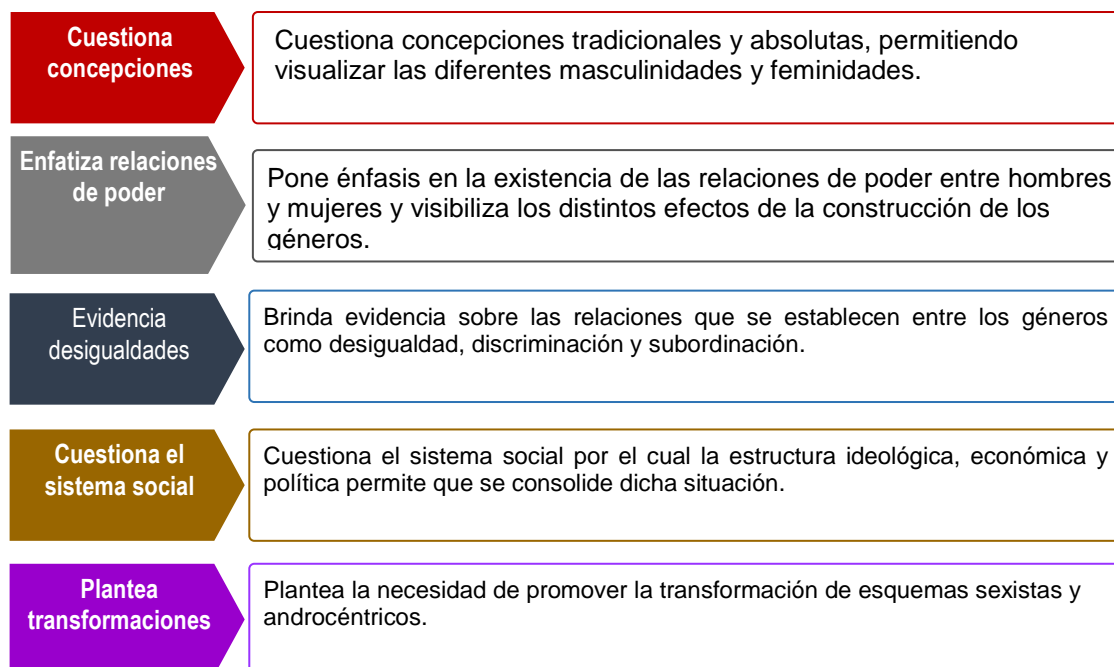 Cuestiona
concepciones
Cuestiona concepciones tradicionales y absolutas, permitiendo
visualizar las diferentes masculinidades y feminidades.
Enfatiza relaciones
de poder
Pone énfasis en la existencia de las relaciones de poder entre hombres
y mujeres y visibiliza los distintos efectos de la construcción de los
géneros.
Evidencia
desigualdades
Brinda evidencia sobre las relaciones que se establecen entre los géneros
como desigualdad, discriminación y subordinación.
Cuestiona el
sistema social
Cuestiona el sistema social por el cual la estructura ideológica, económica y
política permite que se consolide dicha situación.
Plantea
transformaciones
Plantea la necesidad de promover la transformación de esquemas sexistas y
androcéntricos.